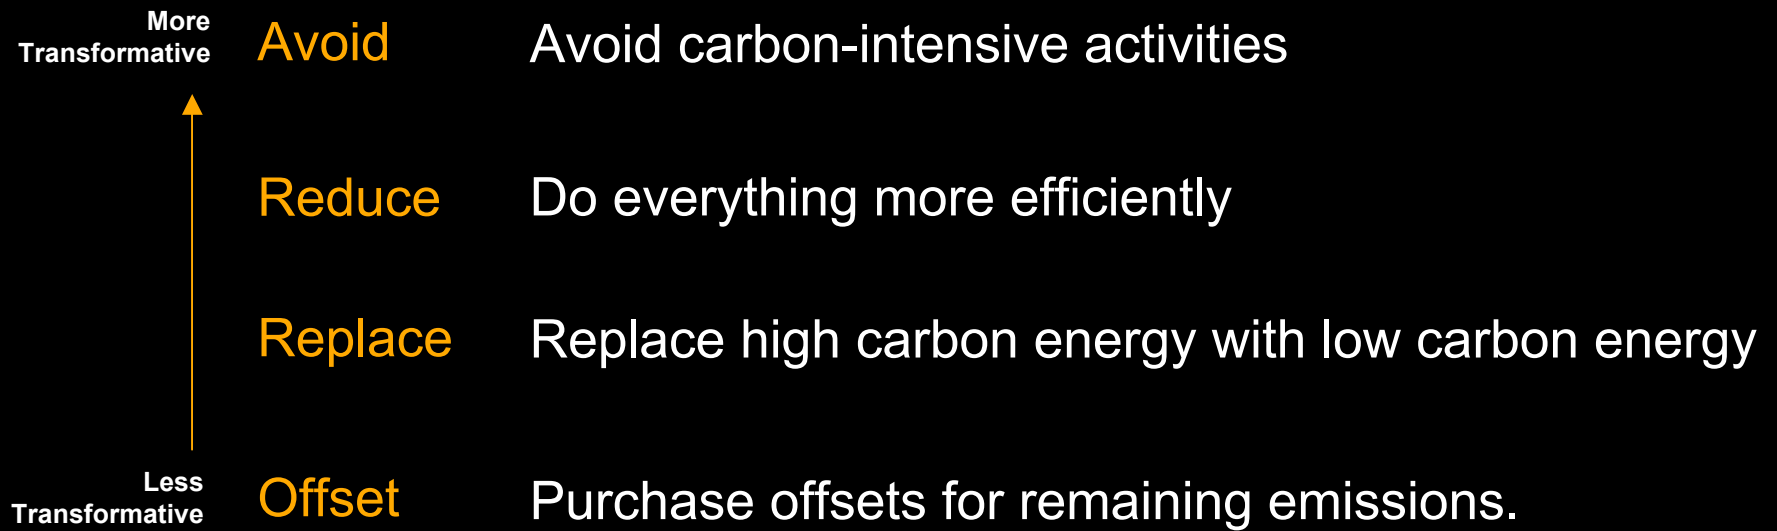 More
Transformative
Avoid Avoid carbon-intensive activities
Reduce Do everything more efficiently
Replace Replace high carbon energy with low carbon energy
Less
Transformative
Offset Purchase offsets for remaining emissions.